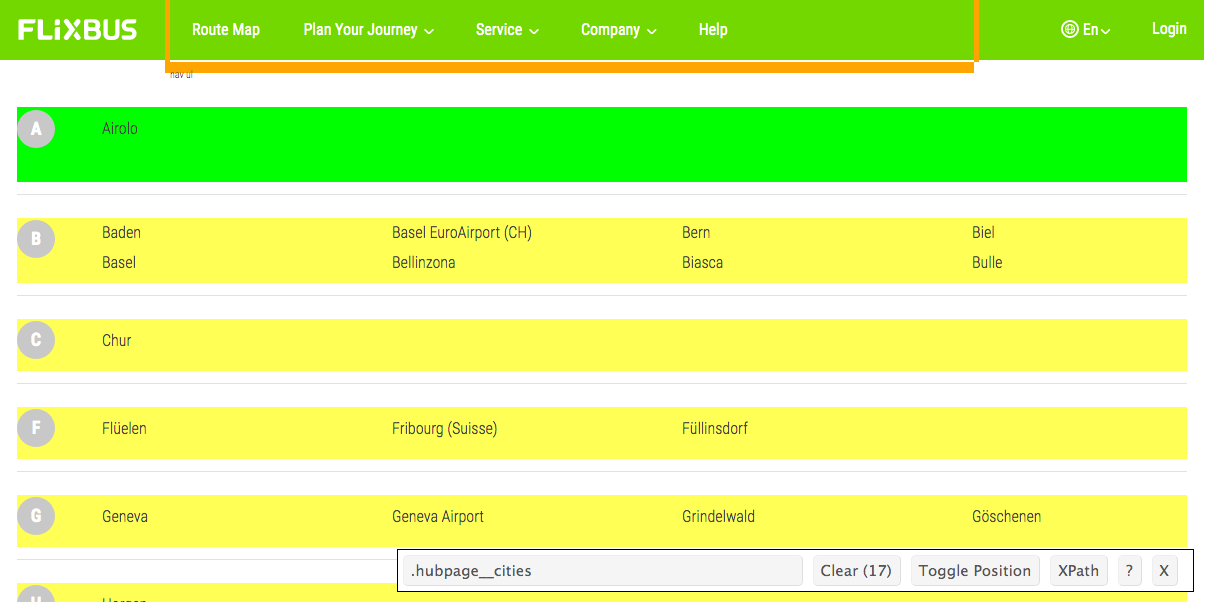 FLiXBUS Route Map Plan Your Journey Service Company Help En Login
nav ul
A Airolo
B Baden Basel EuroAirport (CH) Bern Biel
Basel Bellinzona Biasca Bulle
C Chur
F Flüelen Fribourg (Suisse) Füllinsdorf
G Geneva Geneva Airport Grindelwald Göschenen
.hubpage__cities Clear (17) Toggle Position XPath ? X
H Horgen